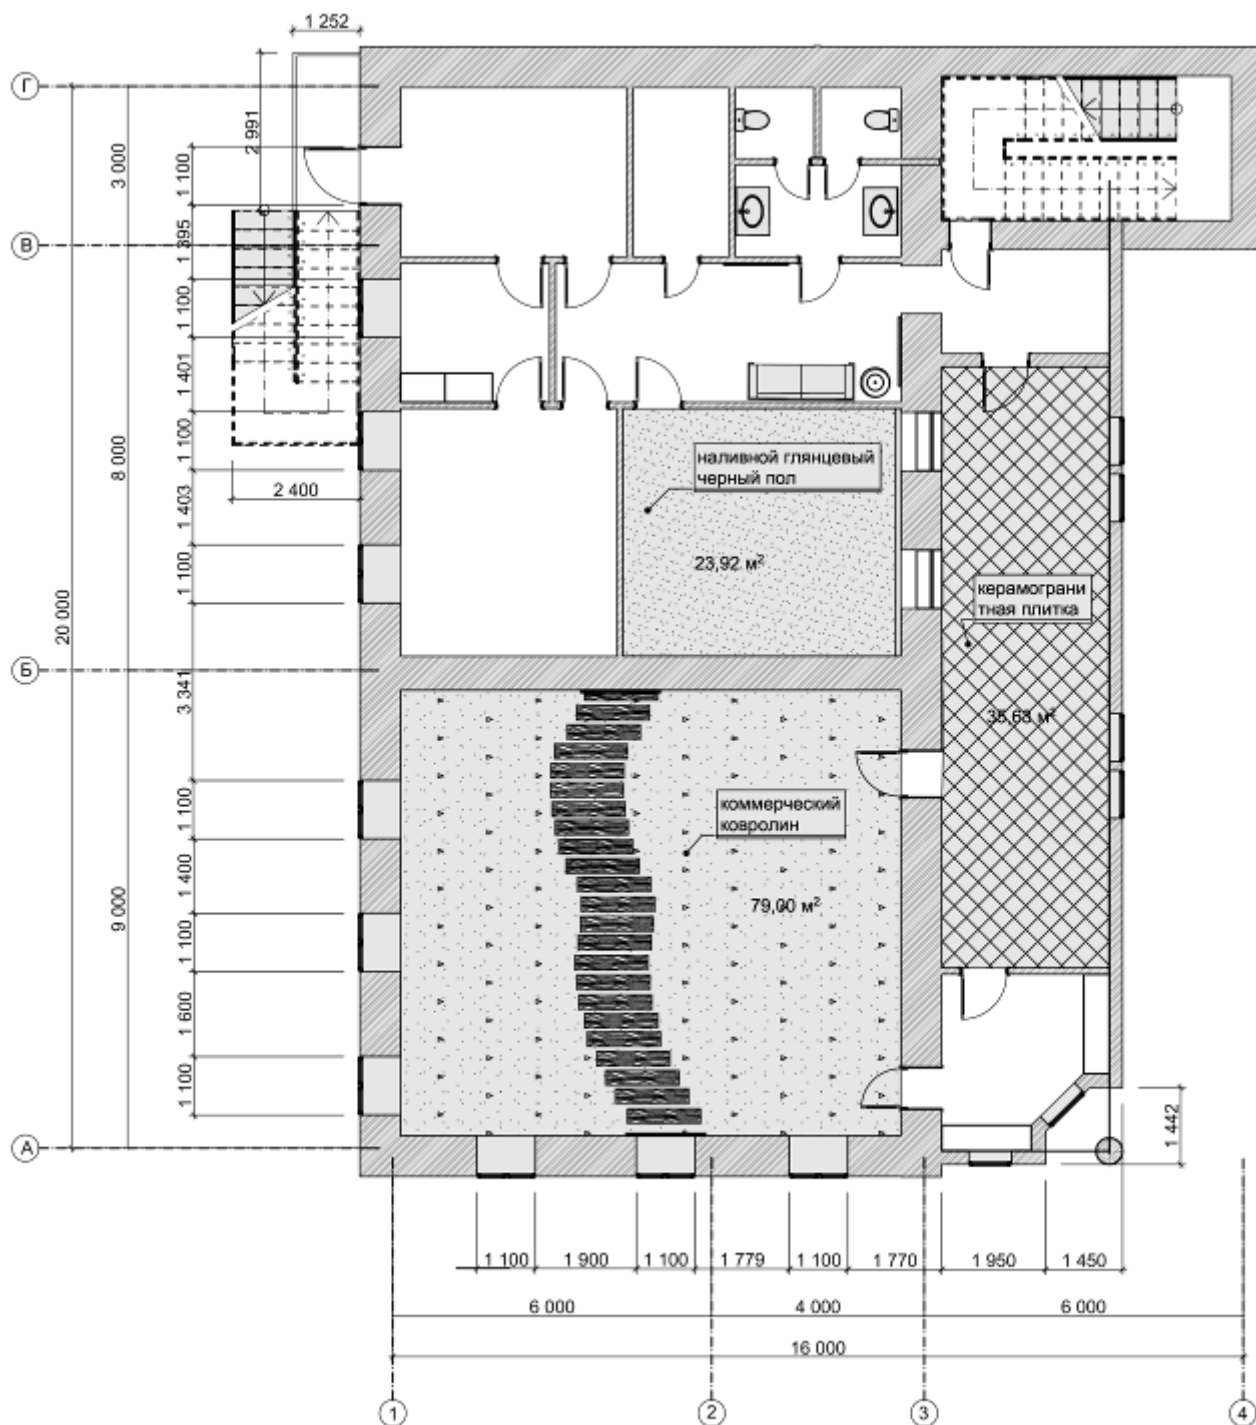 1 252
Г
2 991
3 000
1 100
В
1 395
1 100
1 401
1 100
8 000
2 400
1 403
1 100
20 000
Б
3 341
1 100
1 400
9 000
1 100
1 600
1 100
А
наливной глянцевый
черный пол
23,92 м²
керамограни
тная плитка
35,63 м²
коммерческий
ковролин
79,00 м²
1 442
1 100
1 900
1 100
1 779
1 100
1 770
1 950
1 450
6 000
4 000
6 000
16 000
1
2
3
4